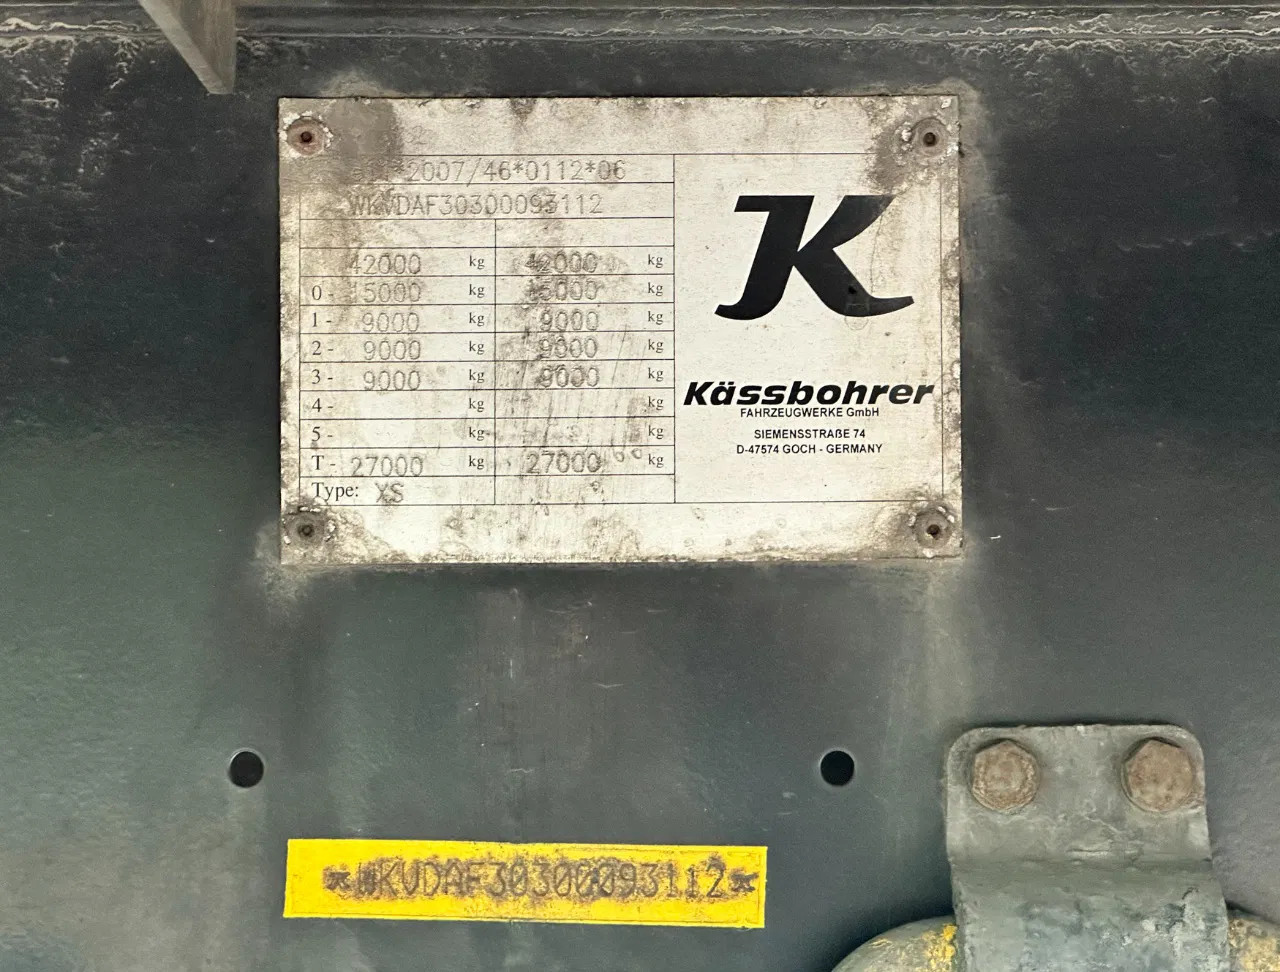 2007/46*0112*06
WKVDAF30300093112
42000 kg 42000 kg
0 - 15000 kg 15000 kg
1 - 9000 kg 9000 kg
2 - 9000 kg 9000 kg
3 - 9000 kg 9000 kg
4 - kg kg
5 - kg kg
T - 27000 kg 27000 kg
Type: XS
K
Kässbohrer
FAHRZEUGWERKE GmbH
SIEMENSSTRAßE 74
D-47574 GOCH - GERMANY
*WKVDAF30300093112*